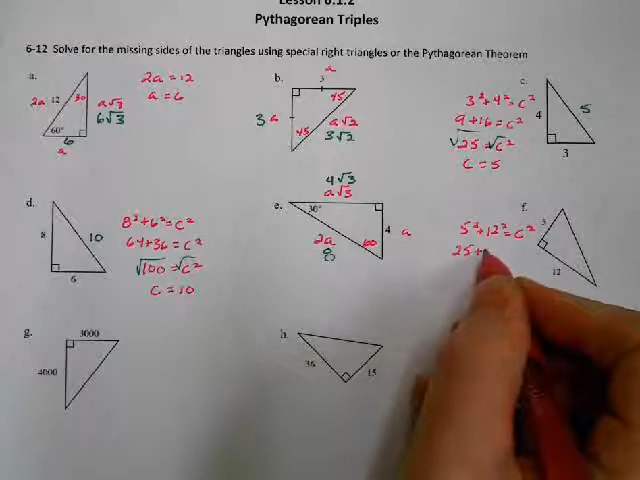 Lesson 6.1.2
Pythagorean Triples
6-12 Solve for the missing sides of the triangles using special right triangles or the Pythagorean Theorem
a.
2a 12 30 a√3
6√3
60°
6
a
2a = 12
a = 6
b.
a
3
3 a
45
45
a√2
3√2
c.
3² + 4² = c²
9 + 16 = c²
√25 = √c²
c = 5
4
5
3
d.
8
10
6
8² + 6² = c²
64 + 36 = c²
√100 = √c²
c = 10
e.
4√3
a√3
30°
4 a
2a
8
60
f.
5² + 12² = c²
25 +
5
12
g.
3000
4000
h.
36
15